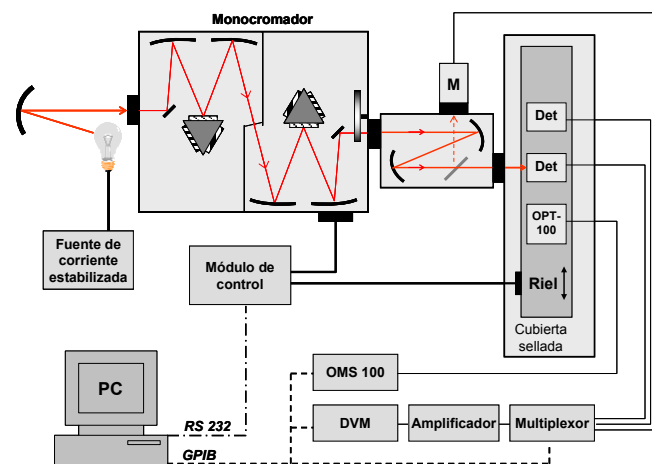 Monocromador
M
Det
Det
OPT-
100
Riel
Cubierta
sellada
Fuente de
corriente
estabilizada
Módulo de
control
PC
RS 232
GPIB
OMS 100
DVM
Amplificador
Multiplexor